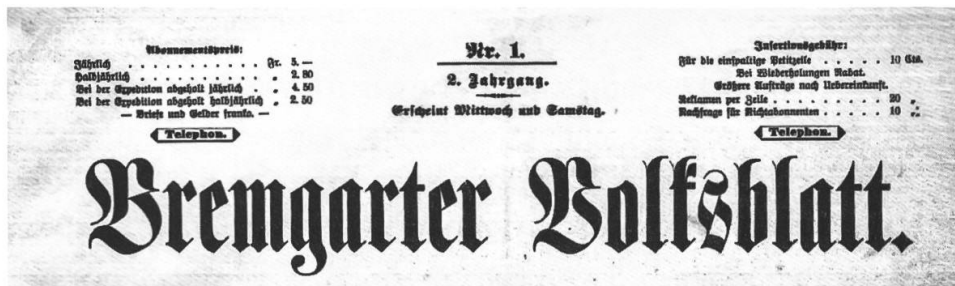 Abonnementspreis:
Jährlich . . . . . . . . . . . . Fr. 5. —
Halbjährlich . . . . . . . . . . „ 2. 80
Bei der Expedition abgeholt jährlich . . „ 4. 50
Bei der Expedition abgeholt halbjährlich „ 2. 50
— Briefe und Gelder franko. —
Telephon.
Nr. 1.
2. Jahrgang.
Erscheint Mittwoch und Samstag.
Insertionsgebühr:
Für die einspaltige Petitzeile . . . . . 10 Cts.
Bei Wiederholungen Rabat.
Größere Aufträge nach Uebereinkunft.
Reklamen per Zeile . . . . . . . 20 „
Nachfrage für Nichtabonnenten . . . . 10 „
Telephon.
Bremgarter Volksblatt.